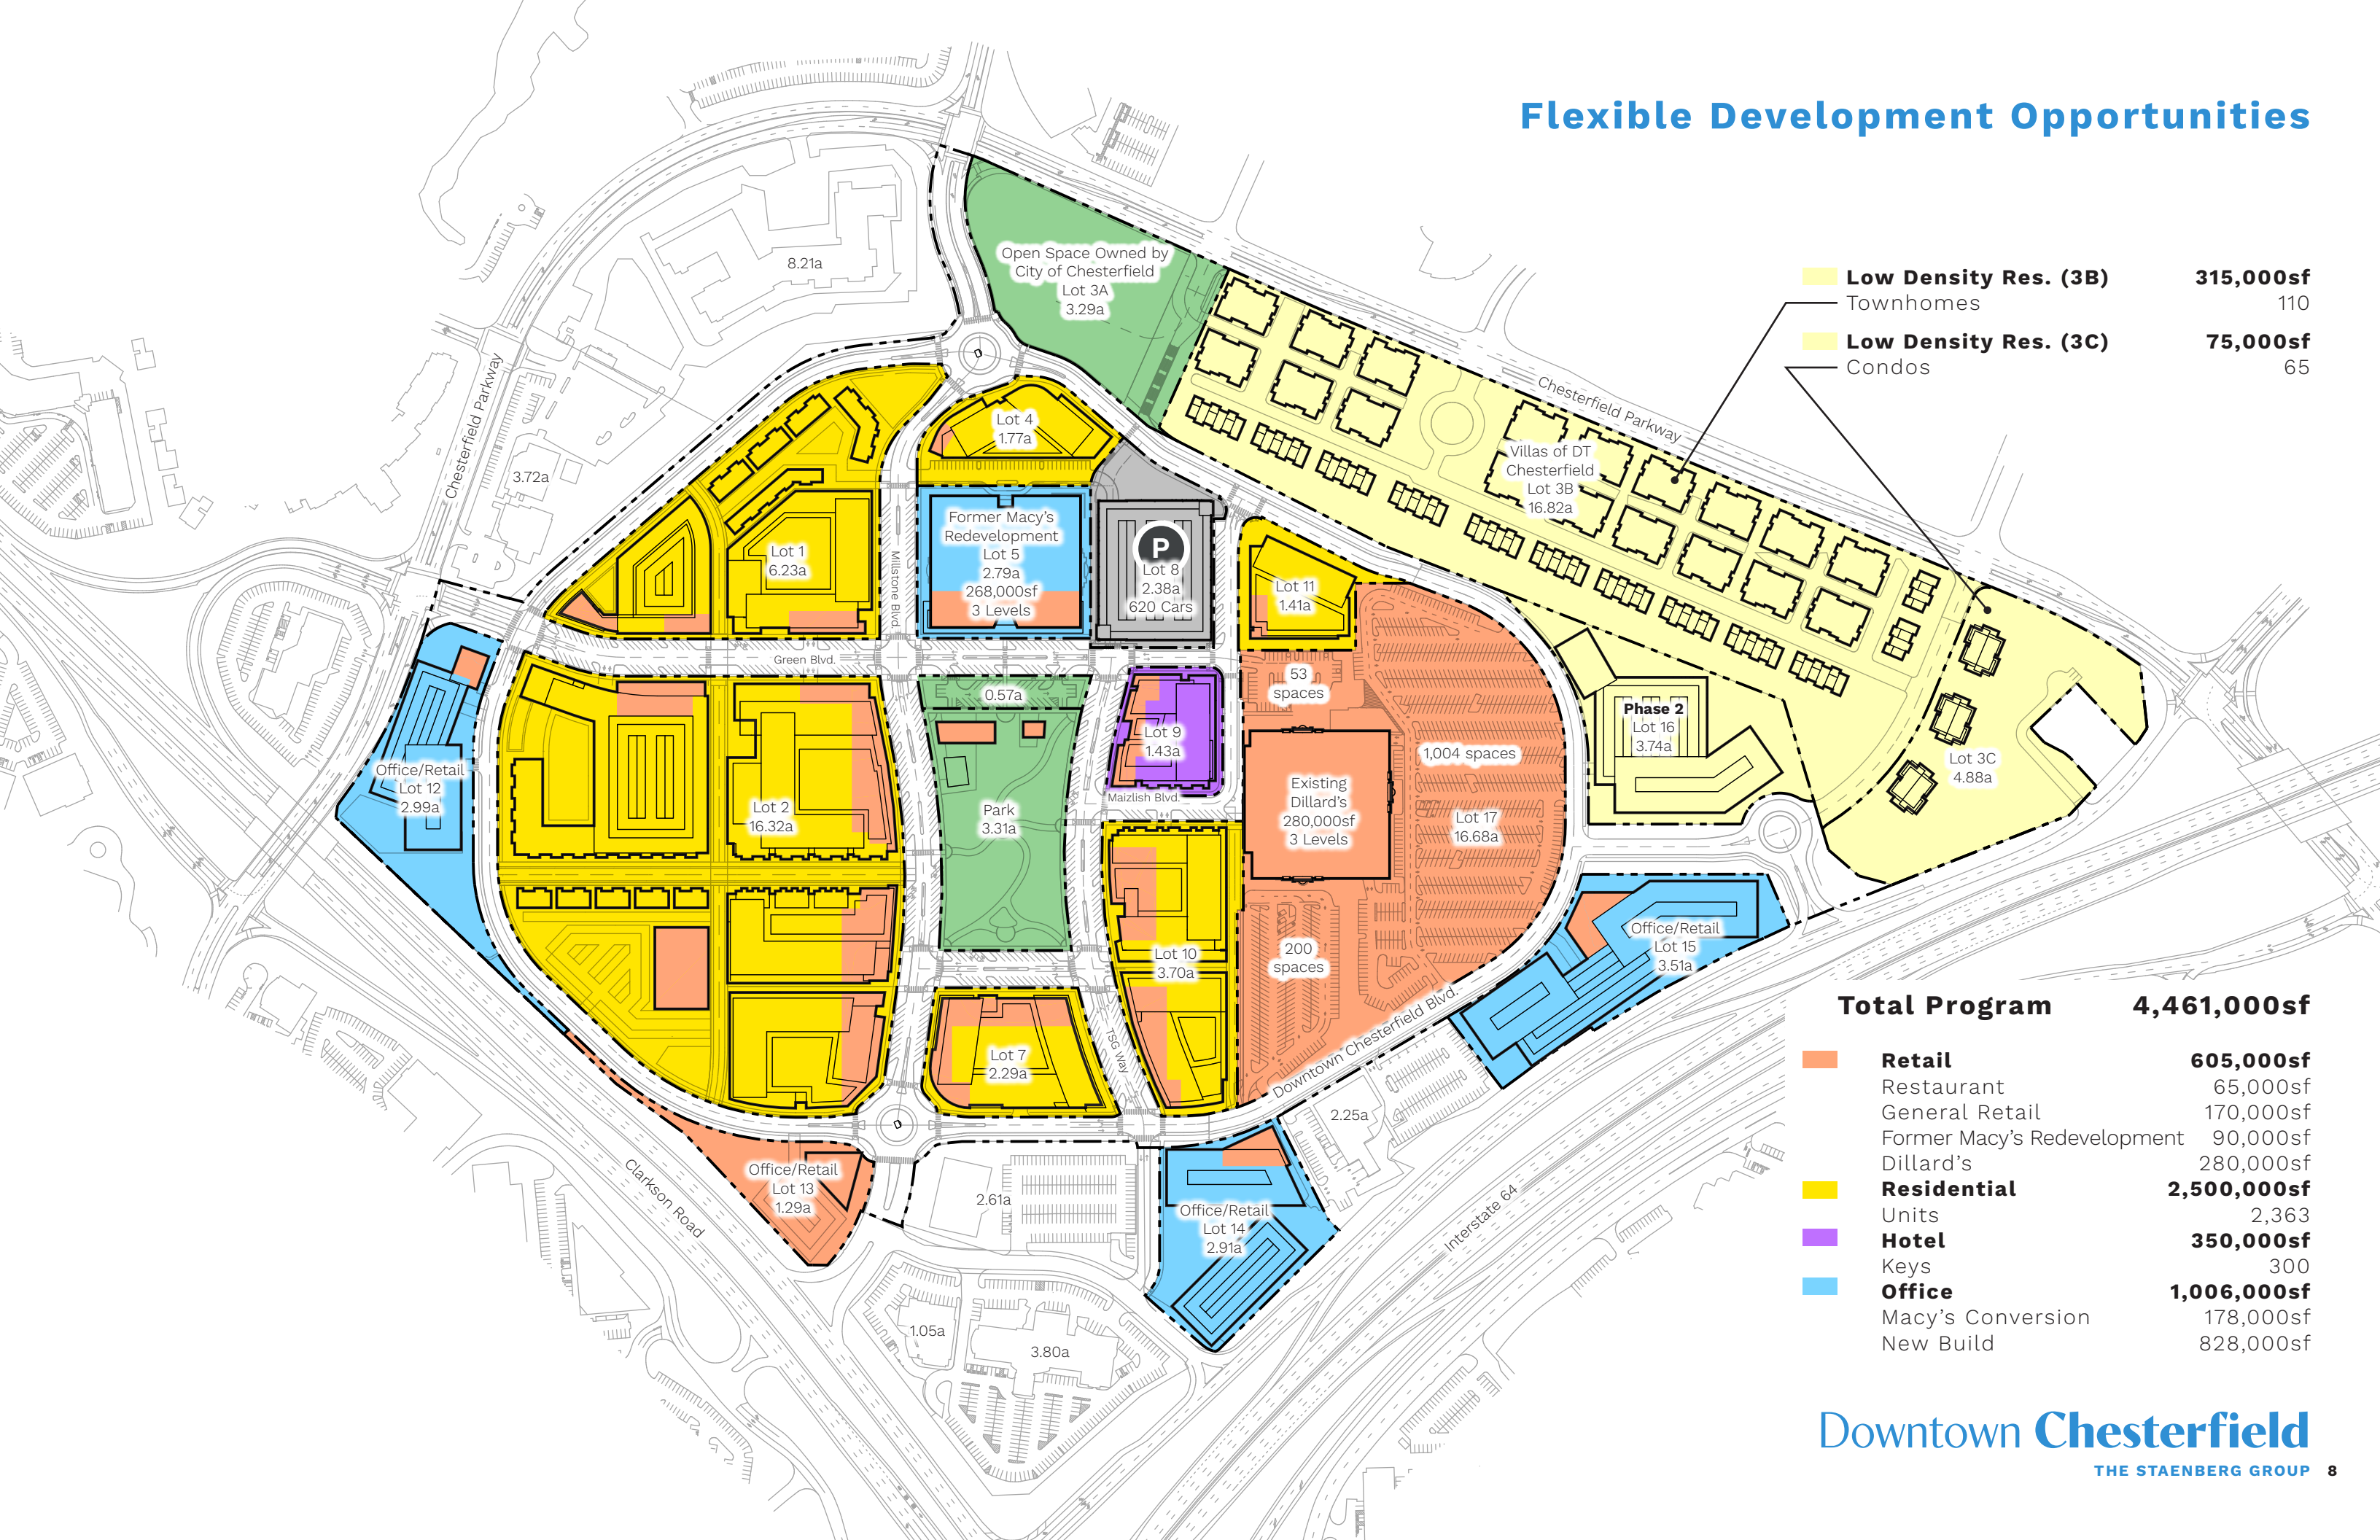 Flexible Development Opportunities
Low Density Res. (3B) 315,000sf
Townhomes 110
Low Density Res. (3C) 75,000sf
Condos 65
8.21a
Open Space Owned by
City of Chesterfield
Lot 3A
3.29a
Chesterfield Parkway
Chesterfield Parkway
3.72a
Lot 4
1.77a
Villas of DT
Chesterfield
Lot 3B
16.82a
Lot 1
6.23a
Millstone Blvd.
Former Macy's
Redevelopment
Lot 5
2.79a
268,000sf
3 Levels
P
Lot 8
2.38a
620 Cars
Lot 11
1.41a
Green Blvd.
53
spaces
0.57a
Phase 2
Lot 16
3.74a
Lot 9
1.43a
1,004 spaces
Lot 3C
4.88a
Office/Retail
Lot 12
2.99a
Maizlish Blvd.
Existing
Dillard's
280,000sf
3 Levels
Lot 2
16.32a
Park
3.31a
Lot 17
16.68a
Office/Retail
Lot 15
3.51a
Lot 10
3.70a
200
spaces
Lot 7
2.29a
TSG Way
Downtown Chesterfield Blvd.
2.25a
D
D
Office/Retail
Lot 13
1.29a
Clarkson Road
2.61a
Office/Retail
Lot 14
2.91a
Interstate 64
1.05a
3.80a
Total Program 4,461,000sf
Retail 605,000sf
Restaurant 65,000sf
General Retail 170,000sf
Former Macy's Redevelopment 90,000sf
Dillard's 280,000sf
Residential 2,500,000sf
Units 2,363
Hotel 350,000sf
Keys 300
Office 1,006,000sf
Macy's Conversion 178,000sf
New Build 828,000sf
Downtown Chesterfield
THE STAENBERG GROUP 8